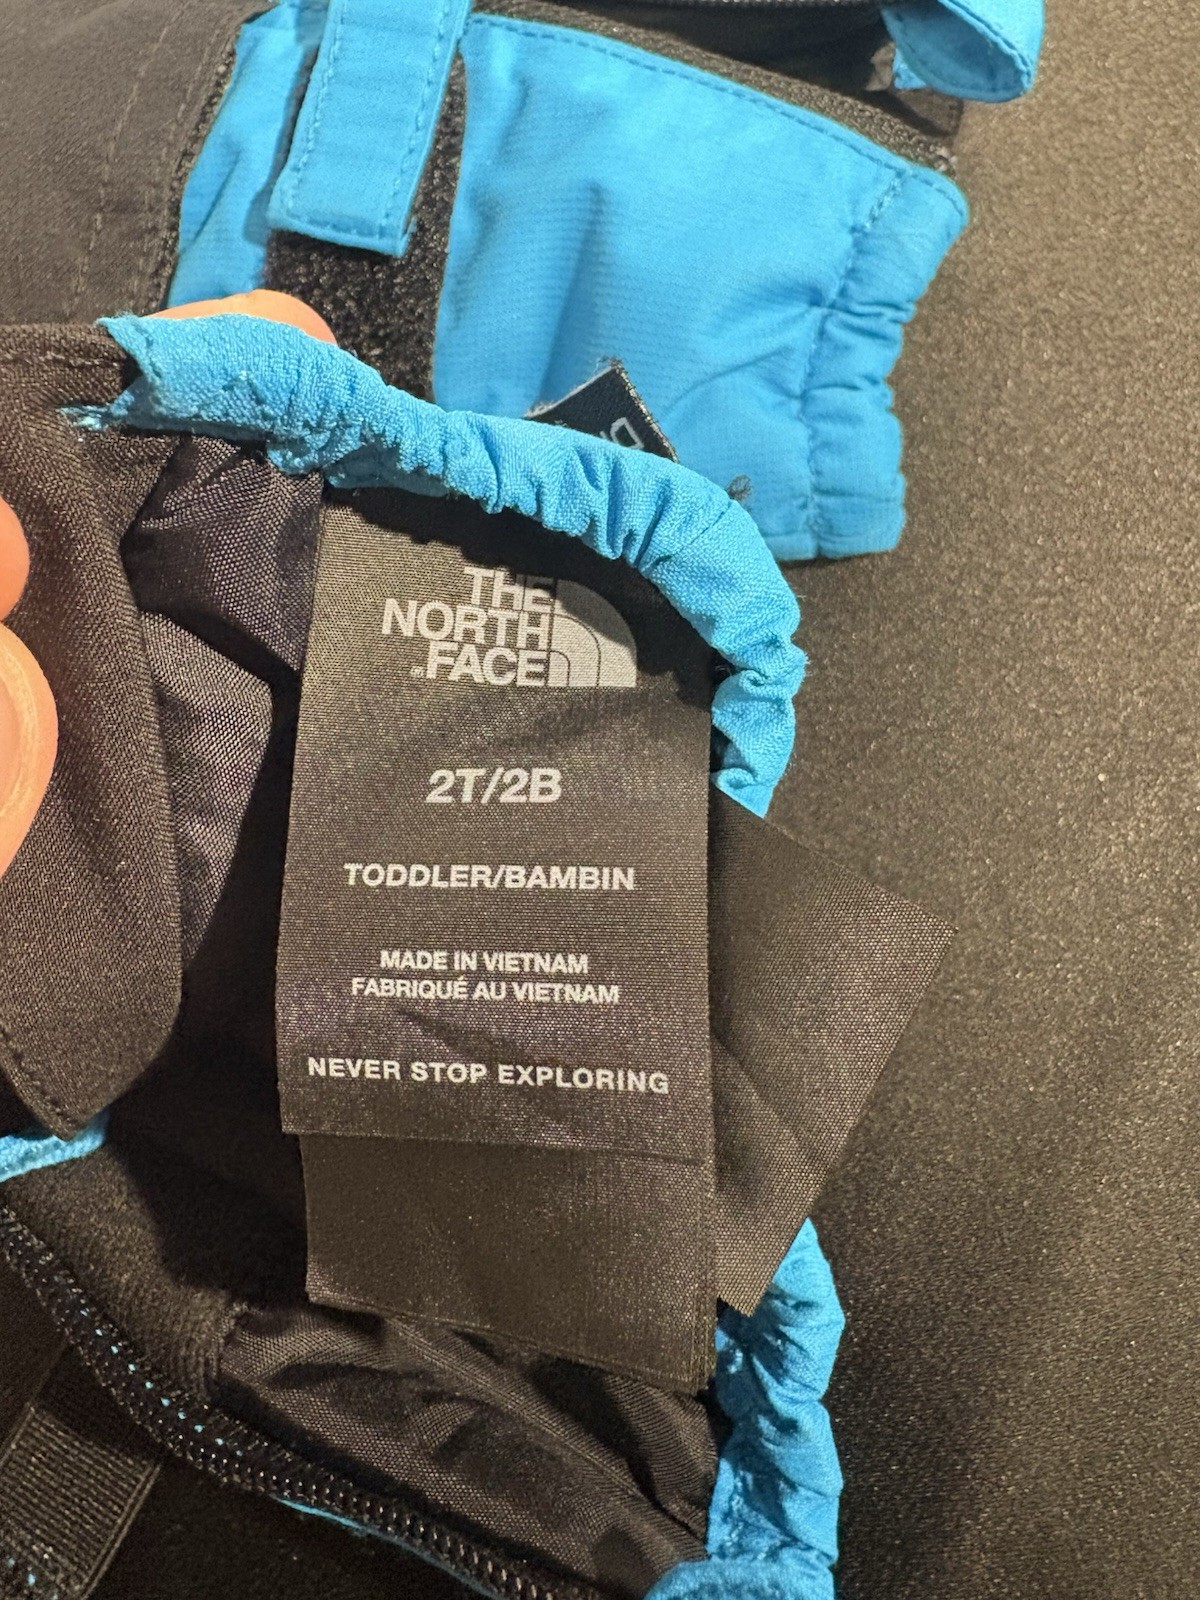 THE
NORTH
FACE
2T/2B
TODDLER/BAMBIN
MADE IN VIETNAM
FABRIQUÉ AU VIETNAM
NEVER STOP EXPLORING